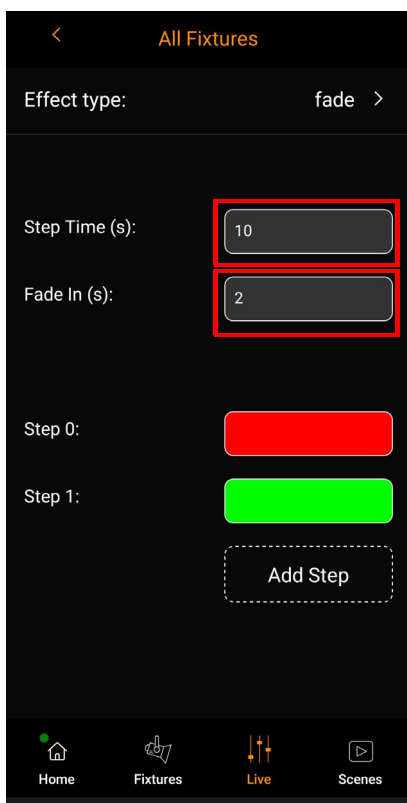 All Fixtures
Effect type: fade
Step Time (s): 10
Fade In (s): 2
Step 0:
Step 1:
Add Step
Home Fixtures Live Scenes